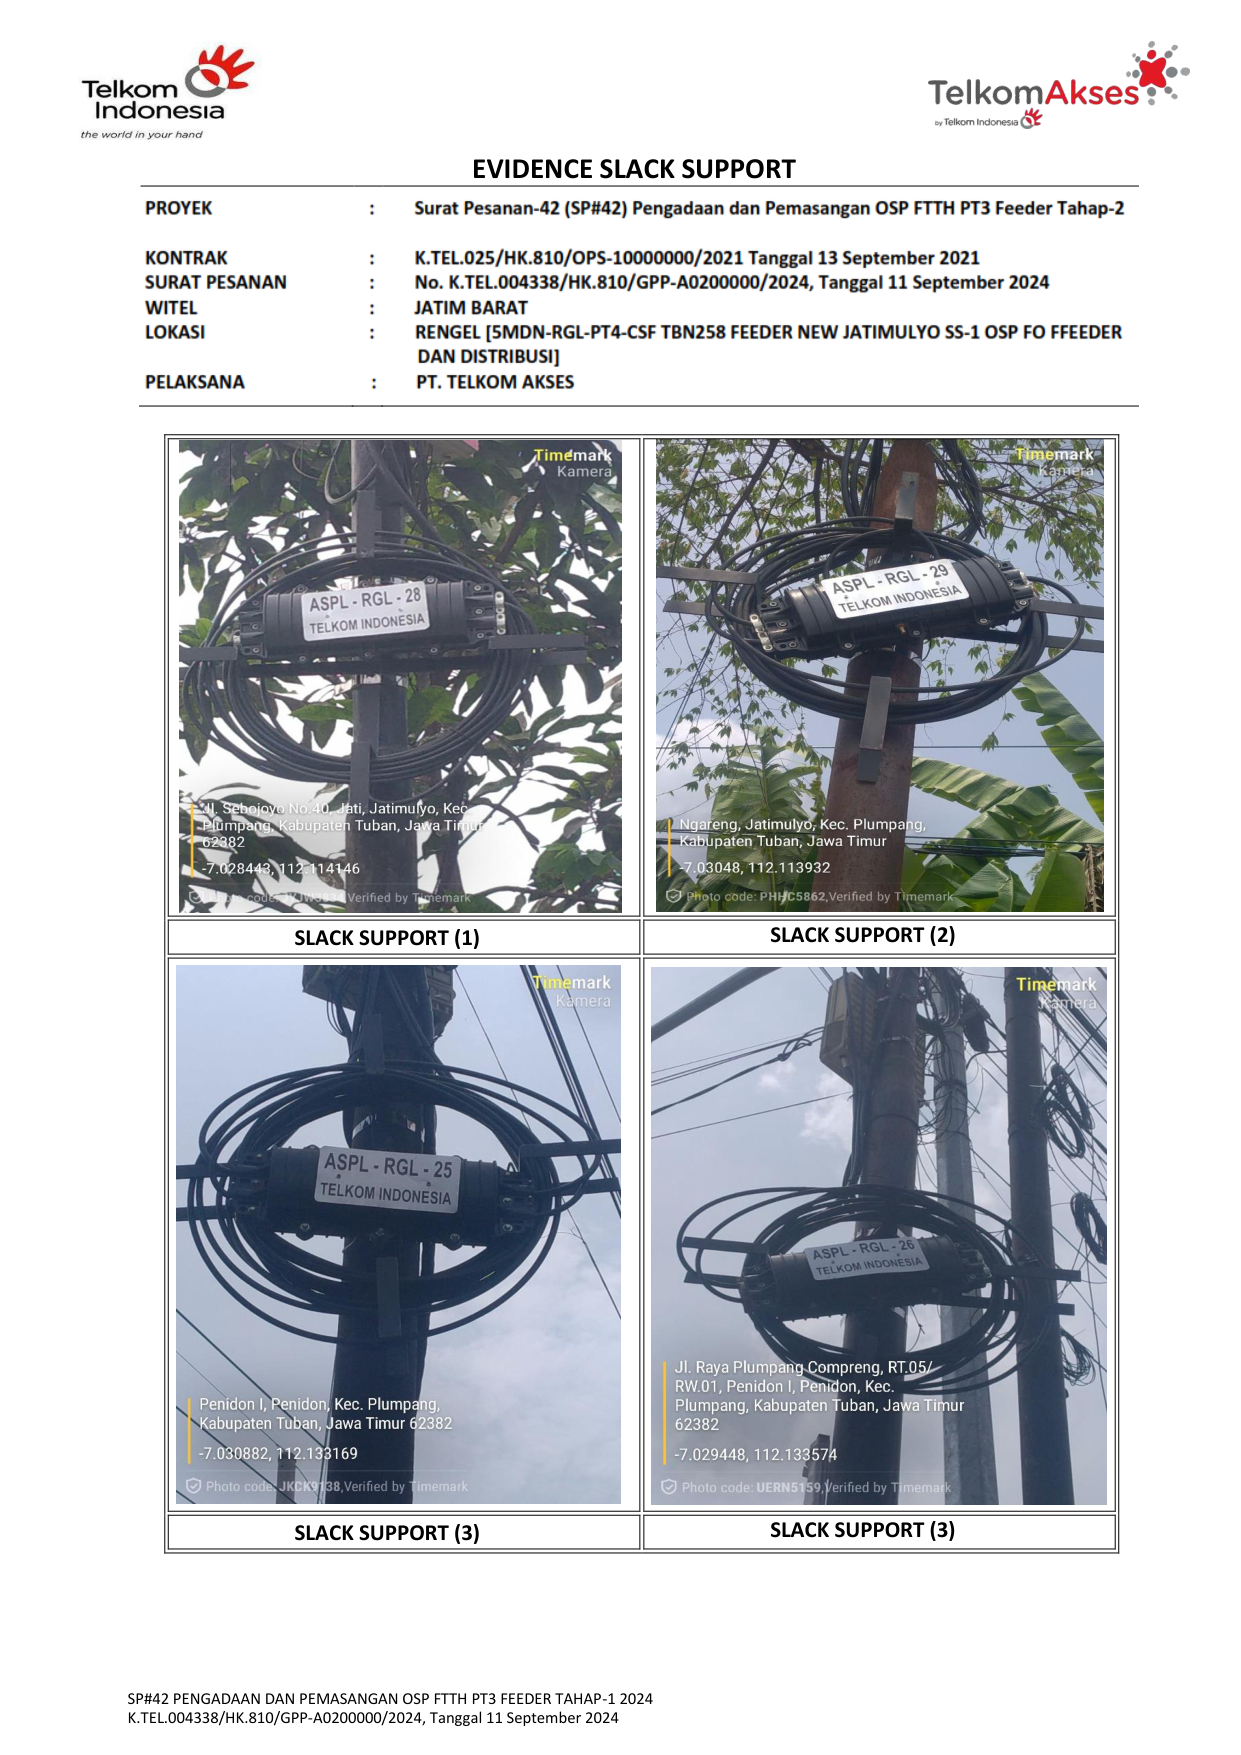 Telkom
Indonesia
the world in your hand
TelkomAkses
by Telkom Indonesia
EVIDENCE SLACK SUPPORT
PROYEK : Surat Pesanan-42 (SP#42) Pengadaan dan Pemasangan OSP FTTH PT3 Feeder Tahap-2
KONTRAK : K.TEL.025/HK.810/OPS-10000000/2021 Tanggal 13 September 2021
SURAT PESANAN : No. K.TEL.004338/HK.810/GPP-A0200000/2024, Tanggal 11 September 2024
WITEL : JATIM BARAT
LOKASI : RENGEL [5MDN-RGL-PT4-CSF TBN258 FEEDER NEW JATIMULYO SS-1 OSP FO FFEEDER
DAN DISTRIBUSI]
PELAKSANA : PT. TELKOM AKSES
Timemark
Kamera
ASPL - RGL - 28
TELKOM INDONESIA
Jl. Sebojoyo No.40, Jati, Jatimulyo, Kec.
Plumpang, Kabupaten Tuban, Jawa Timur
62382
-7.028443, 112.114146
Photo code: Verified by Timemark
Timemark
Kamera
ASPL - RGL - 29
TELKOM INDONESIA
Ngareng, Jatimulyo, Kec. Plumpang,
Kabupaten Tuban, Jawa Timur
-7.03048, 112.113932
Photo code: PHHC5862,Verified by Timemark
SLACK SUPPORT (1)
SLACK SUPPORT (2)
Timemark
Kamera
ASPL - RGL - 25
TELKOM INDONESIA
Penidon I, Penidon, Kec. Plumpang,
Kabupaten Tuban, Jawa Timur 62382
-7.030882, 112.133169
Photo code: JKCK9138,Verified by Timemark
Timemark
Kamera
ASPL - RGL - 26
TELKOM INDONESIA
Jl. Raya Plumpang Compreng, RT.05/
RW.01, Penidon I, Penidon, Kec.
Plumpang, Kabupaten Tuban, Jawa Timur
62382
-7.029448, 112.133574
Photo code: UERN5159,Verified by Timemark
SLACK SUPPORT (3)
SLACK SUPPORT (3)
SP#42 PENGADAAN DAN PEMASANGAN OSP FTTH PT3 FEEDER TAHAP-1 2024
K.TEL.004338/HK.810/GPP-A0200000/2024, Tanggal 11 September 2024